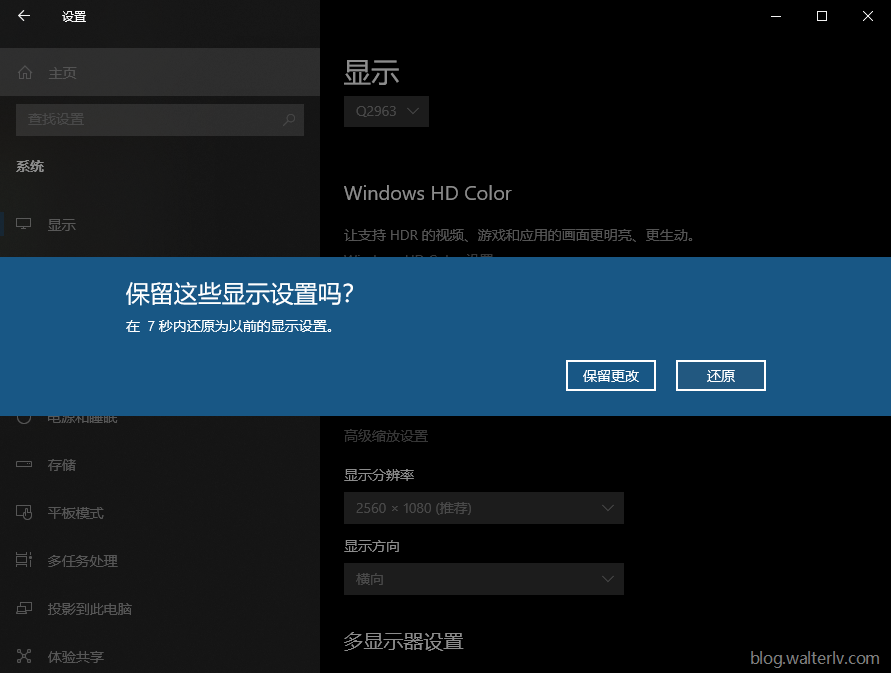 设置
主页
查找设置
系统
显示
显示
Q2963
Windows HD Color
让支持 HDR 的视频、游戏和应用的画面更明亮、更生动。
Windows HD Color 设置
保留这些显示设置吗?
在 7 秒内还原为以前的显示设置。
保留更改
还原
电源和睡眠
存储
平板模式
多任务处理
投影到此电脑
体验共享
高级缩放设置
显示分辨率
2560 × 1080 (推荐)
显示方向
横向
多显示器设置
blog.walterlv.com